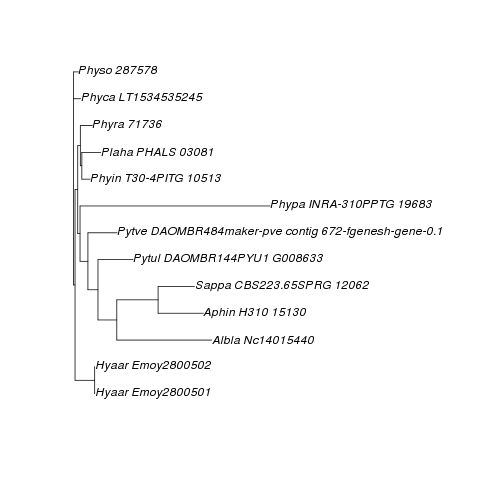 Physo 287578
Phyca LT1534535245
Phyra 71736
Plaha PHALS 03081
Phyin T30-4PITG 10513
Phypa INRA-310PPTG 19683
Pytve DAOMBR484maker-pve contig 672-fgenesh-gene-0.1
Pytul DAOMBR144PYU1 G008633
Sappa CBS223.65SPRG 12062
Aphin H310 15130
Albla Nc14015440
Hyaar Emoy2800502
Hyaar Emoy2800501